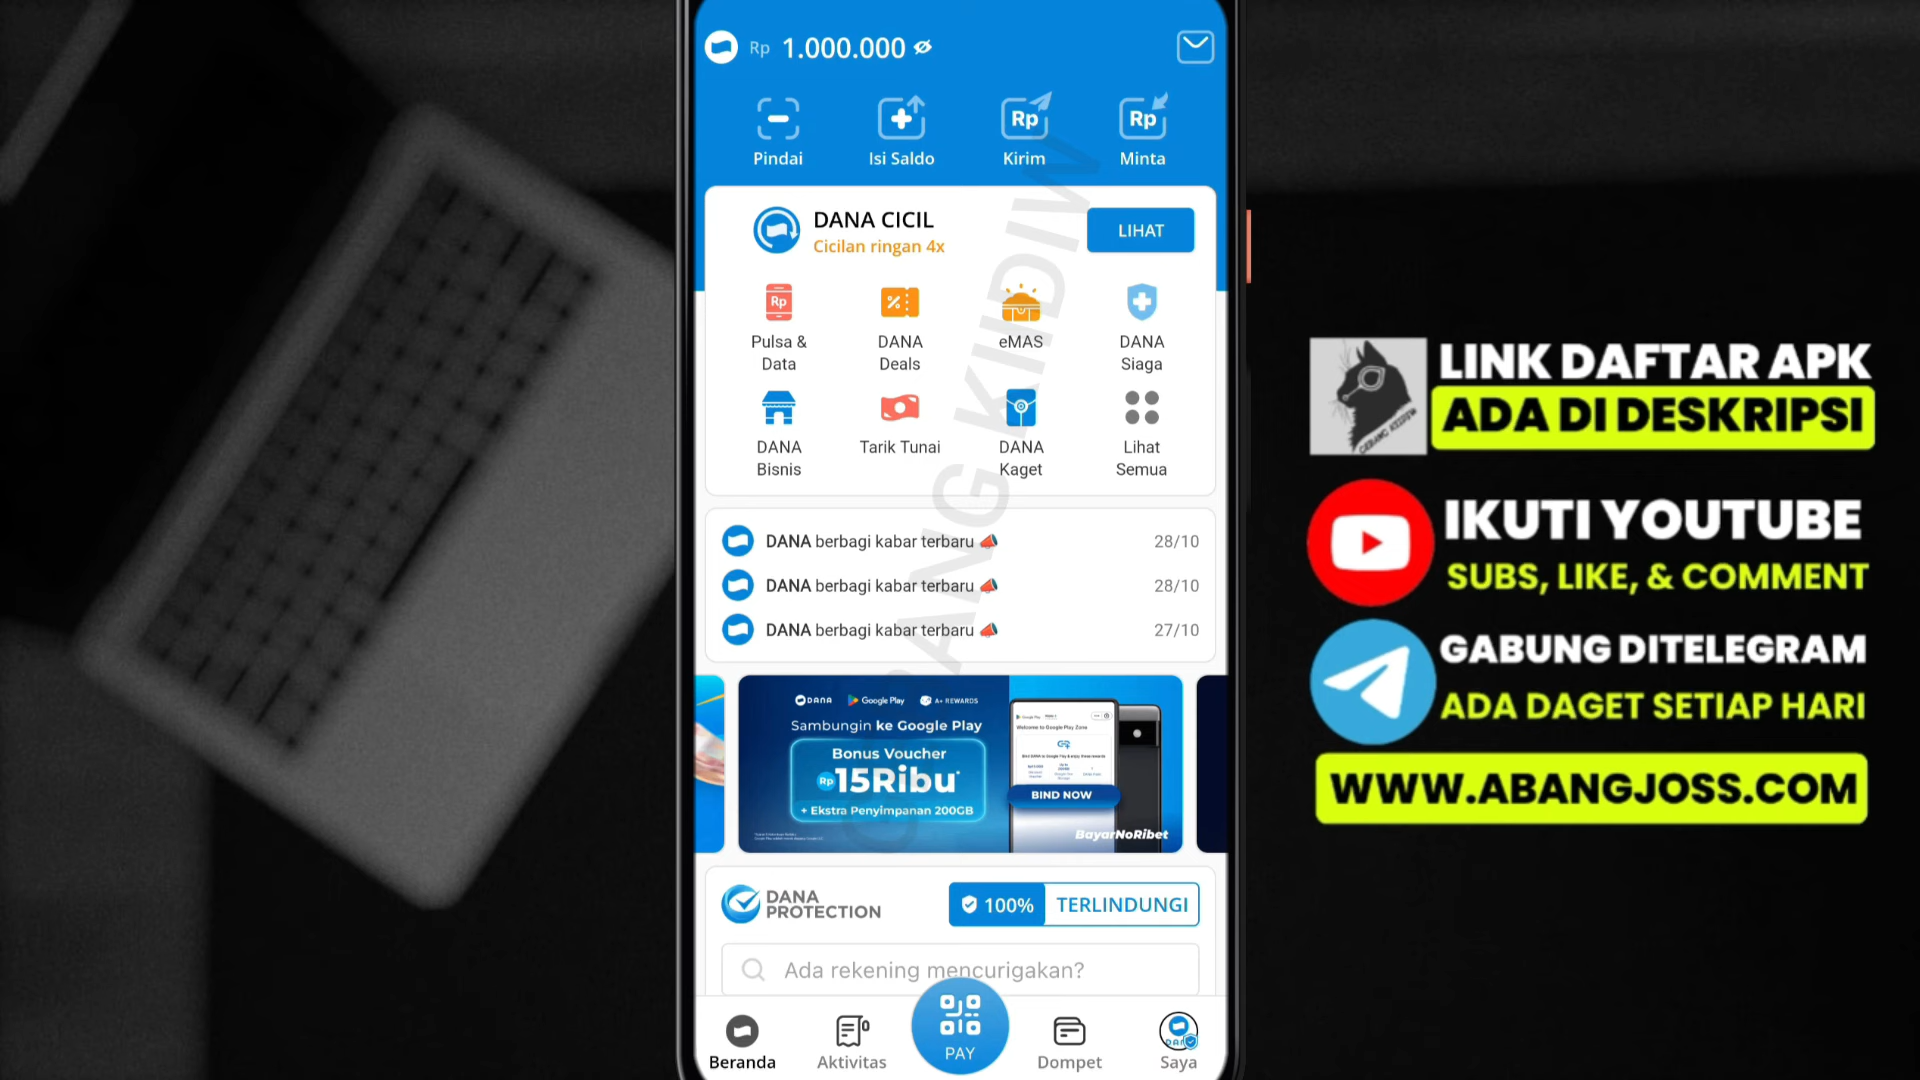 Rp 1.000.000
Pindai
Isi Saldo
Rp
Kirim
Rp
Minta
DANA CICIL
Cicilan ringan 4x
LIHAT
Rp
Pulsa &
Data
DANA
Deals
eMAS
DANA
Siaga
DANA
Bisnis
Tarik Tunai
DANA
Kaget
Lihat
Semua
DANA berbagi kabar terbaru 28/10
DANA berbagi kabar terbaru 28/10
DANA berbagi kabar terbaru 27/10
DANA Google Play A+ REWARDS
Sambungin ke Google Play
Bonus Voucher
Rp 15Ribu*
+ Ekstra Penyimpanan 200GB
BIND NOW
BayarNoRibet
DANA
PROTECTION
100% TERLINDUNGI
Ada rekening mencurigakan?
Beranda
Aktivitas
PAY
Dompet
Saya
LINK DAFTAR APK
ADA DI DESKRIPSI
IKUTI YOUTUBE
SUBS, LIKE, & COMMENT
GABUNG DITELEGRAM
ADA DAGET SETIAP HARI
WWW.ABANGJOSS.COM